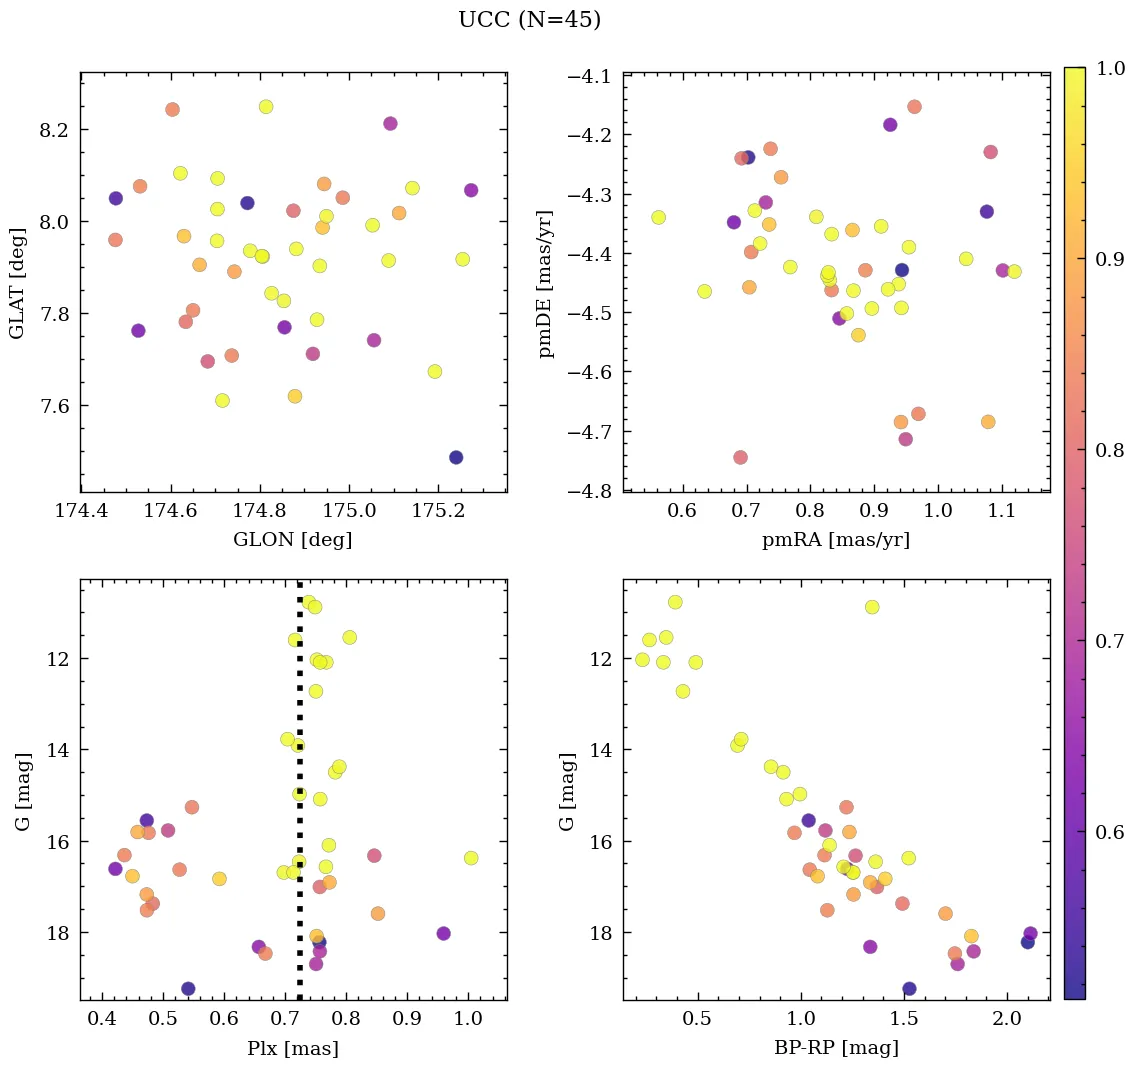 UCC (N=45)
8.2
8.0
7.8
7.6
GLAT [deg]
174.4 174.6 174.8 175.0 175.2
GLON [deg]
−4.1
−4.2
−4.3
−4.4
−4.5
−4.6
−4.7
−4.8
pmDE [mas/yr]
0.6 0.7 0.8 0.9 1.0 1.1
pmRA [mas/yr]
12
14
16
18
G [mag]
0.4 0.5 0.6 0.7 0.8 0.9 1.0
Plx [mas]
12
14
16
18
G [mag]
0.5 1.0 1.5 2.0
BP-RP [mag]
1.0
0.9
0.8
0.7
0.6